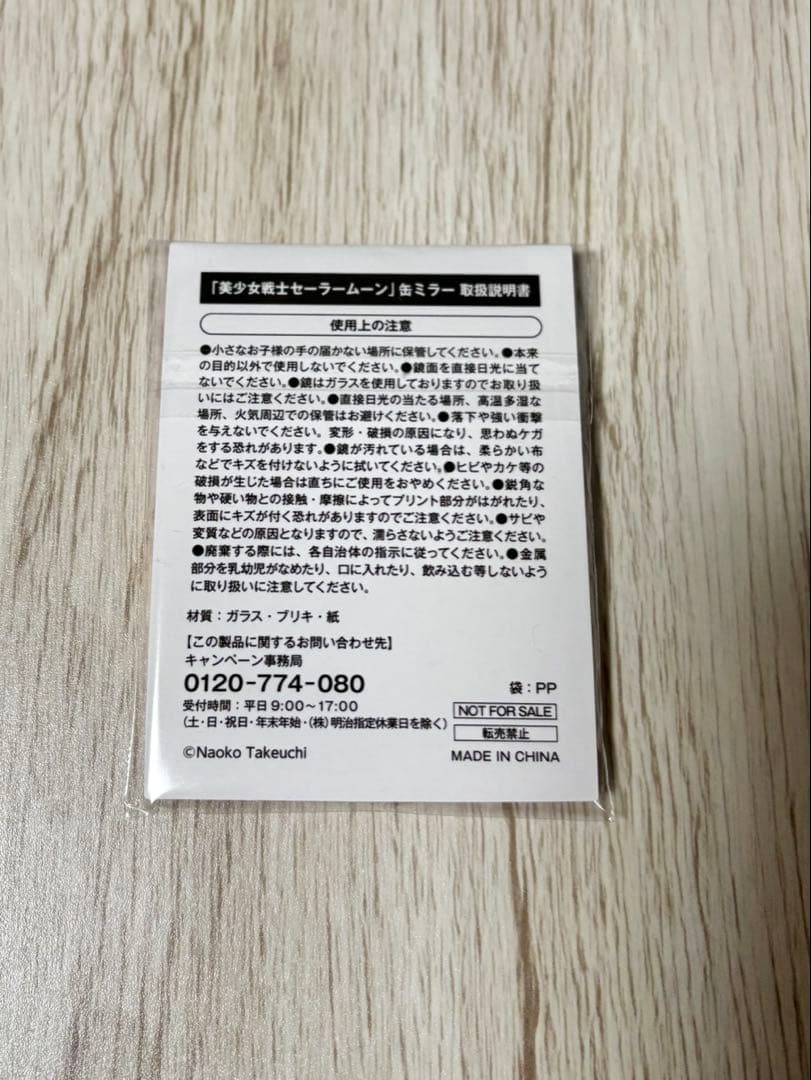 「美少女戦士セーラームーン」缶ミラー 取扱説明書
使用上の注意
●小さなお子様の手の届かない場所に保管してください。●本来
の目的以外で使用しないでください。●鏡面を直接日光に当て
ないでください。●鏡はガラスを使用しておりますのでお取り扱
いにはご注意ください。●直接日光の当たる場所、高温多湿な
場所、火気周辺での保管はお避けください。●落下や強い衝撃
を与えないでください。変形・破損の原因になり、思わぬケガ
をする恐れがあります。●鏡が汚れている場合は、柔らかい布
などでキズを付けないように拭いてください。●ヒビやカケ等の
破損が生じた場合は直ちにご使用をおやめください。●鋭角な
物や硬い物との接触・摩擦によってプリント部分がはがれたり、
表面にキズが付く恐れがありますのでご注意ください。●サビや
変質などの原因となりますので、濡らさないようご注意ください。
●廃棄する際には、各自治体の指示に従ってください。●金属
部分を乳幼児がなめたり、口に入れたり、飲み込む等しないよう
に取り扱いに注意してください。
材質：ガラス・ブリキ・紙
【この製品に関するお問い合わせ先】
キャンペーン事務局
0120-774-080
受付時間：平日9:00～17:00
（土・日・祝日・年末年始・（株）明治指定休業日を除く）
©Naoko Takeuchi
袋：PP
NOT FOR SALE
転売禁止
MADE IN CHINA